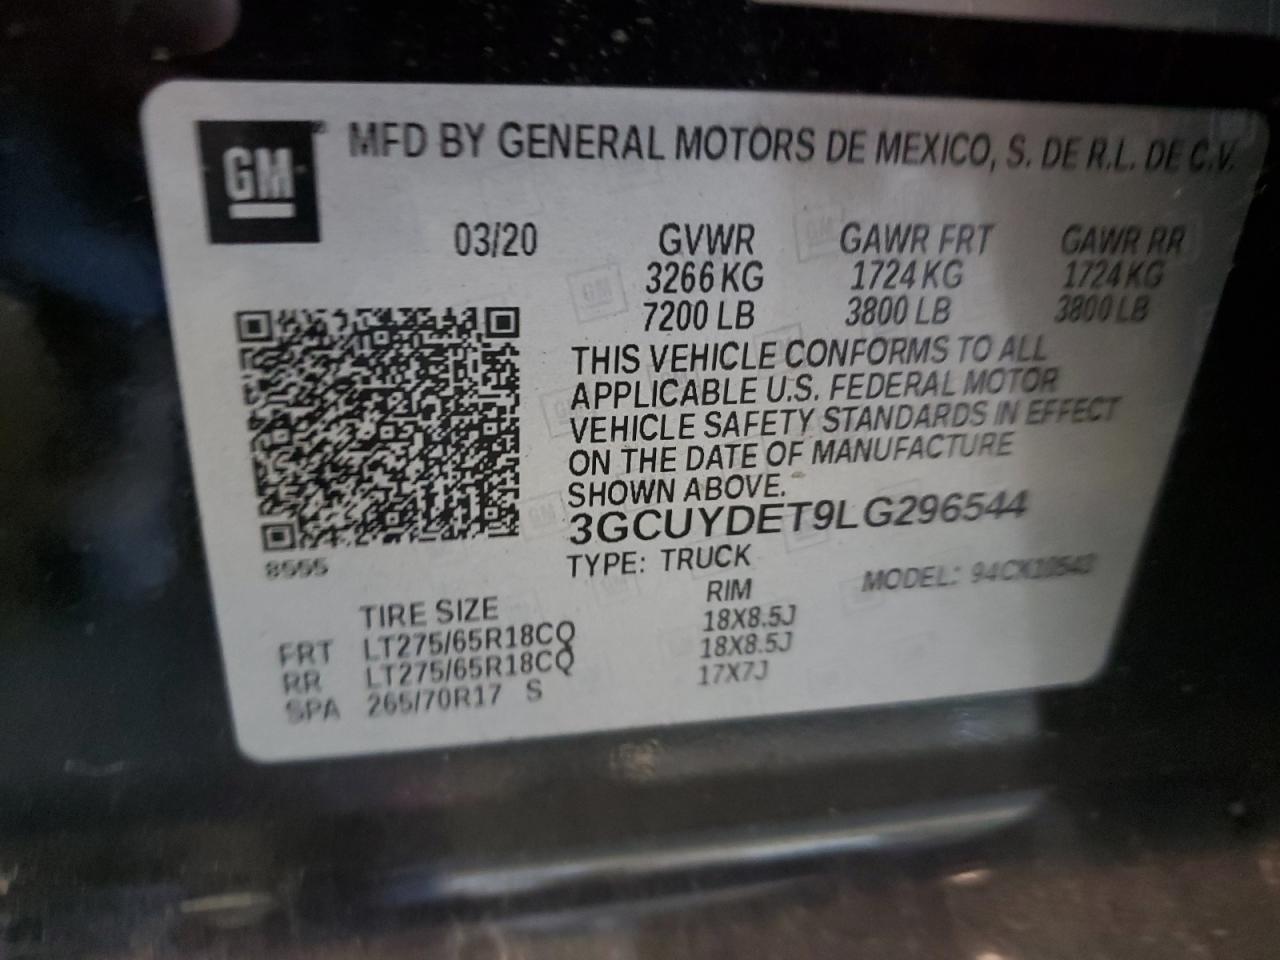 GM
MFD BY GENERAL MOTORS DE MEXICO, S. DE R.L. DE C.V.
03/20 GVWR GAWR FRT GAWR RR
3266 KG 1724 KG 1724 KG
7200 LB 3800 LB 3800 LB
THIS VEHICLE CONFORMS TO ALL
APPLICABLE U.S. FEDERAL MOTOR
VEHICLE SAFETY STANDARDS IN EFFECT
ON THE DATE OF MANUFACTURE
SHOWN ABOVE.
3GCUYDET9LG296544
8555
TYPE: TRUCK
MODEL: 94CK10543
TIRE SIZE RIM
FRT LT275/65R18CQ 18X8.5J
RR LT275/65R18CQ 18X8.5J
SPA 265/70R17 S 17X7J